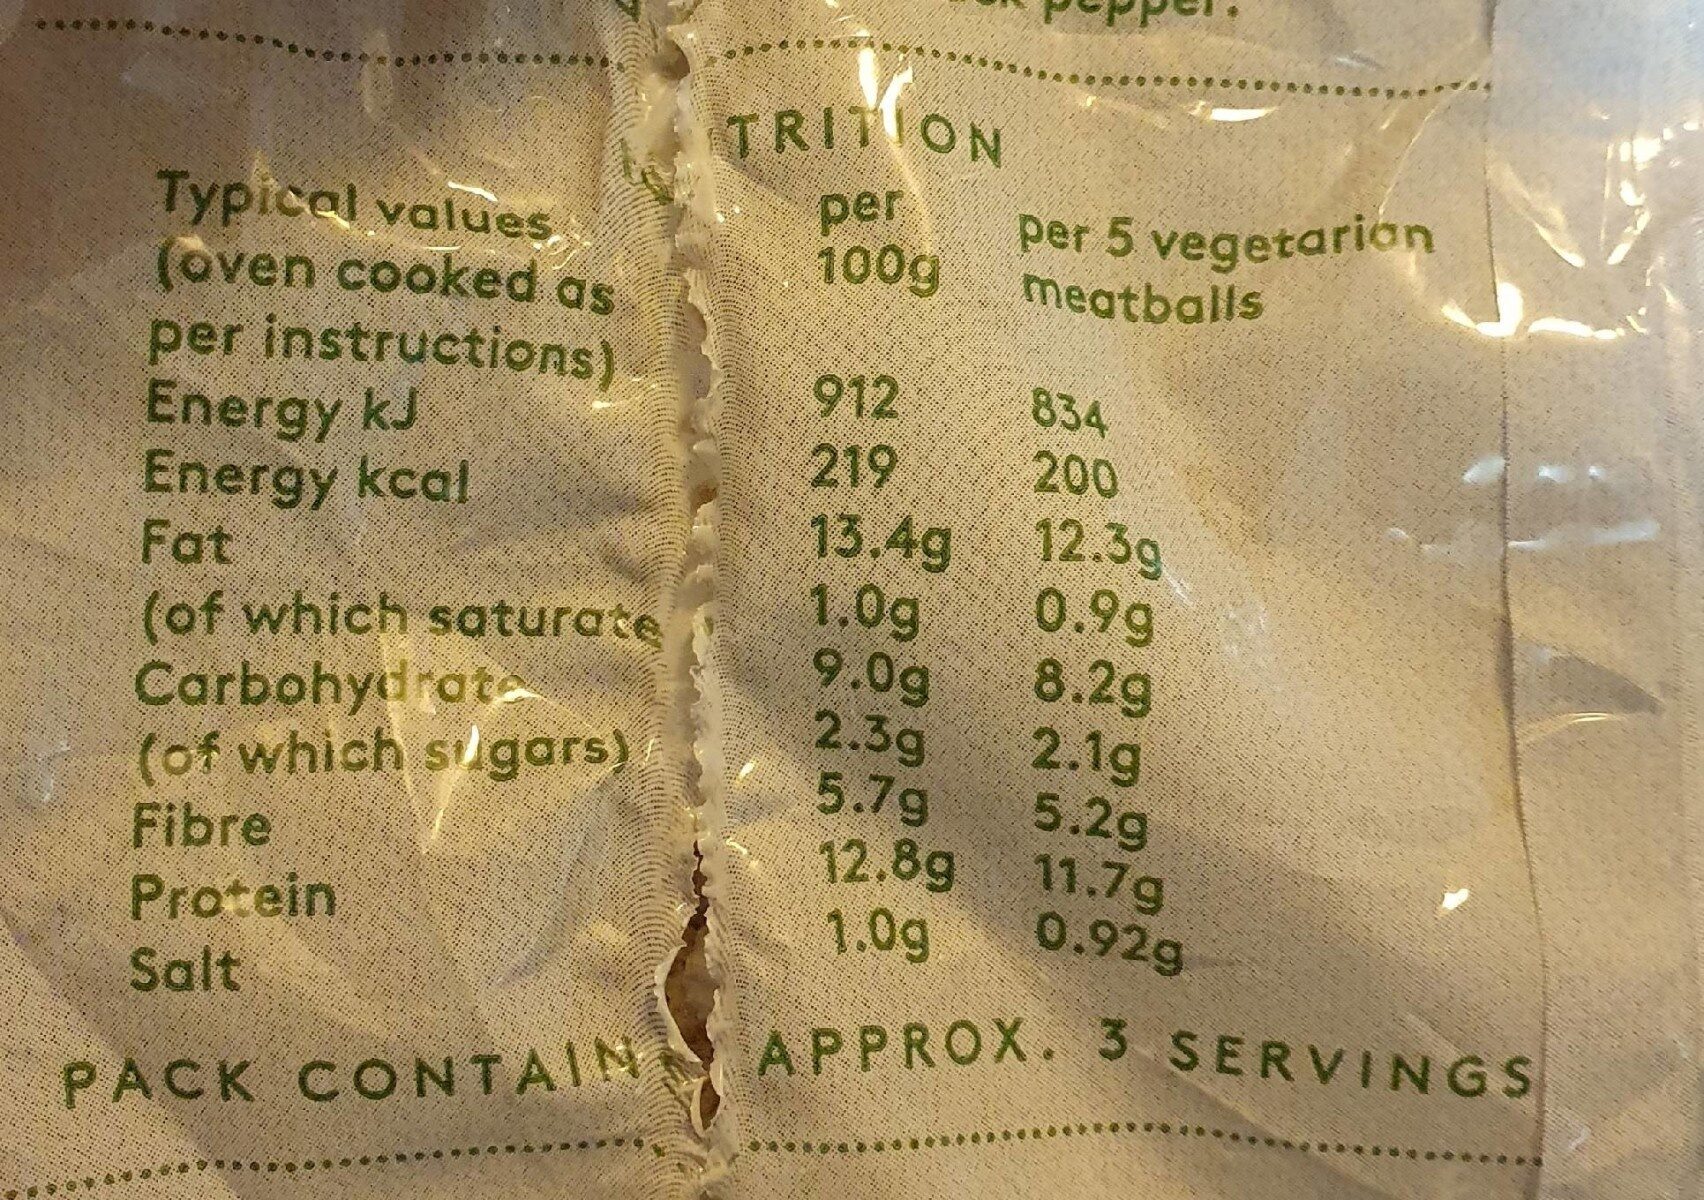 pepper.
TRITION
Typical values per per 5 vegetarian
(oven cooked as 100g meatballs
per instructions)
Energy kJ 912 834
Energy kcal 219 200
Fat 13.4g 12.3g
(of which saturate 1.0g 0.9g
Carbohydrate 9.0g 8.2g
(of which sugars) 2.3g 2.1g
Fibre 5.7g 5.2g
Protein 12.8g 11.7g
Salt 1.0g 0.92g
PACK CONTAIN APPROX. 3 SERVINGS